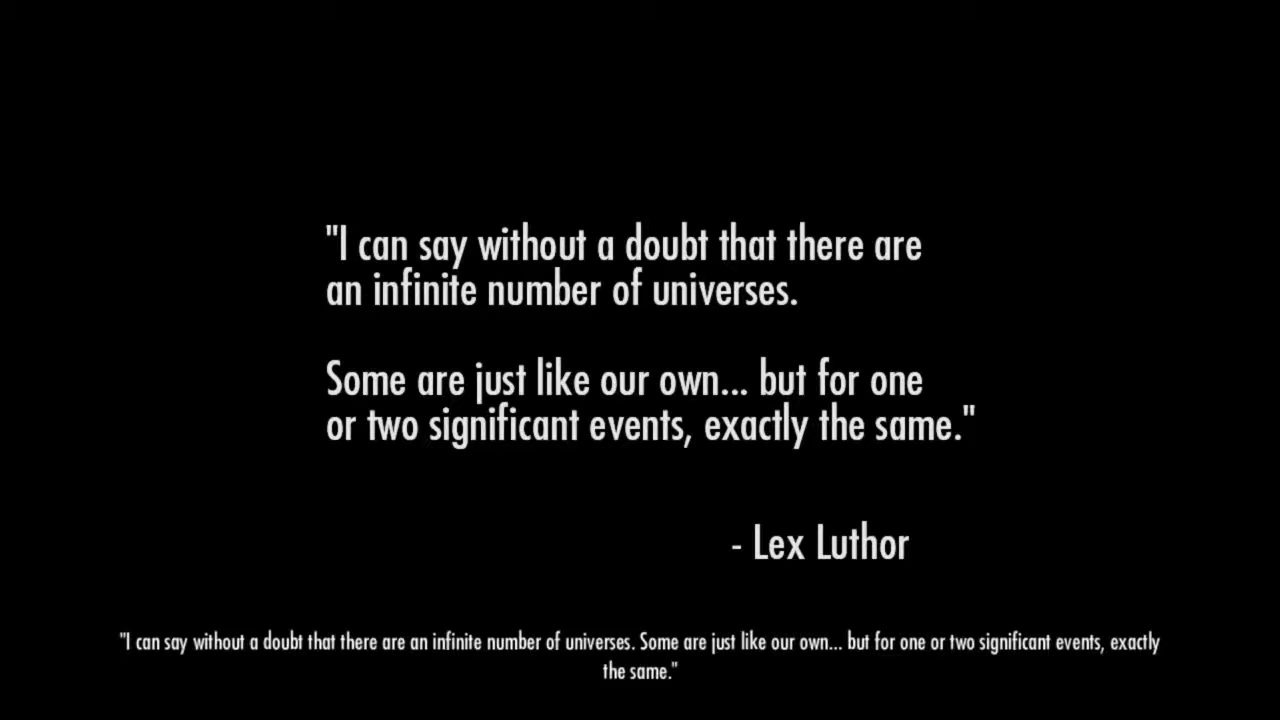 "I can say without a doubt that there are
an infinite number of universes.
Some are just like our own... but for one
or two significant events, exactly the same."
- Lex Luthor
"I can say without a doubt that there are an infinite number of universes. Some are just like our own... but for one or two significant events, exactly
the same."